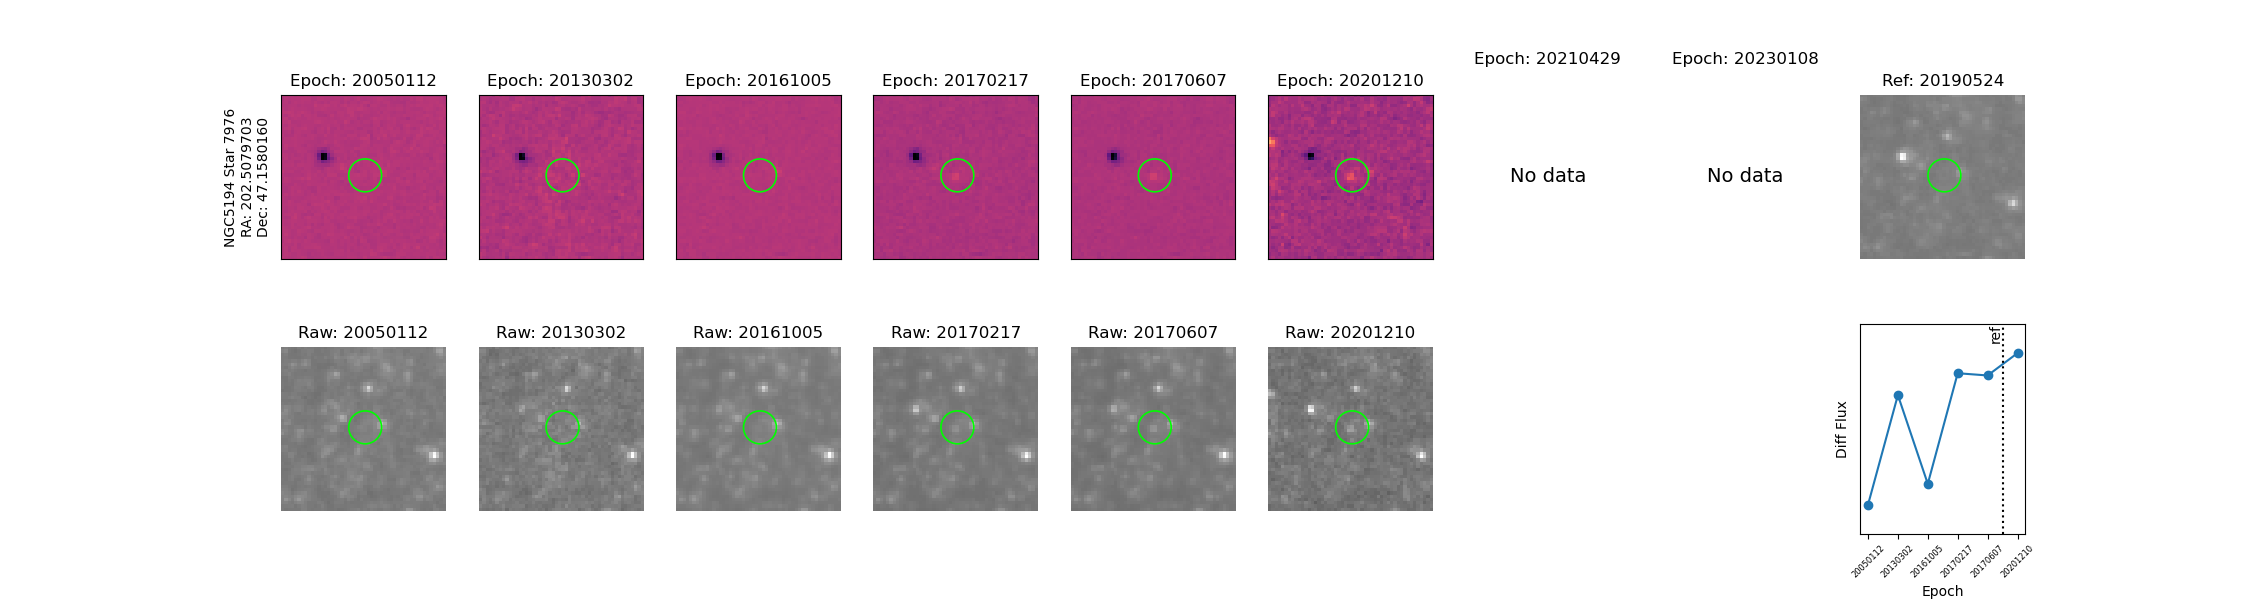 NGC5194 Star 7976
RA: 202.5079703
Dec: 47.1580160
Epoch: 20050112
Epoch: 20130302
Epoch: 20161005
Epoch: 20170217
Epoch: 20170607
Epoch: 20201210
Epoch: 20210429
Epoch: 20230108
Ref: 20190524
No data
No data
Raw: 20050112
Raw: 20130302
Raw: 20161005
Raw: 20170217
Raw: 20170607
Raw: 20201210
ref
Diff Flux
20050112
20130302
20161005
20170217
20170607
20201210
Epoch